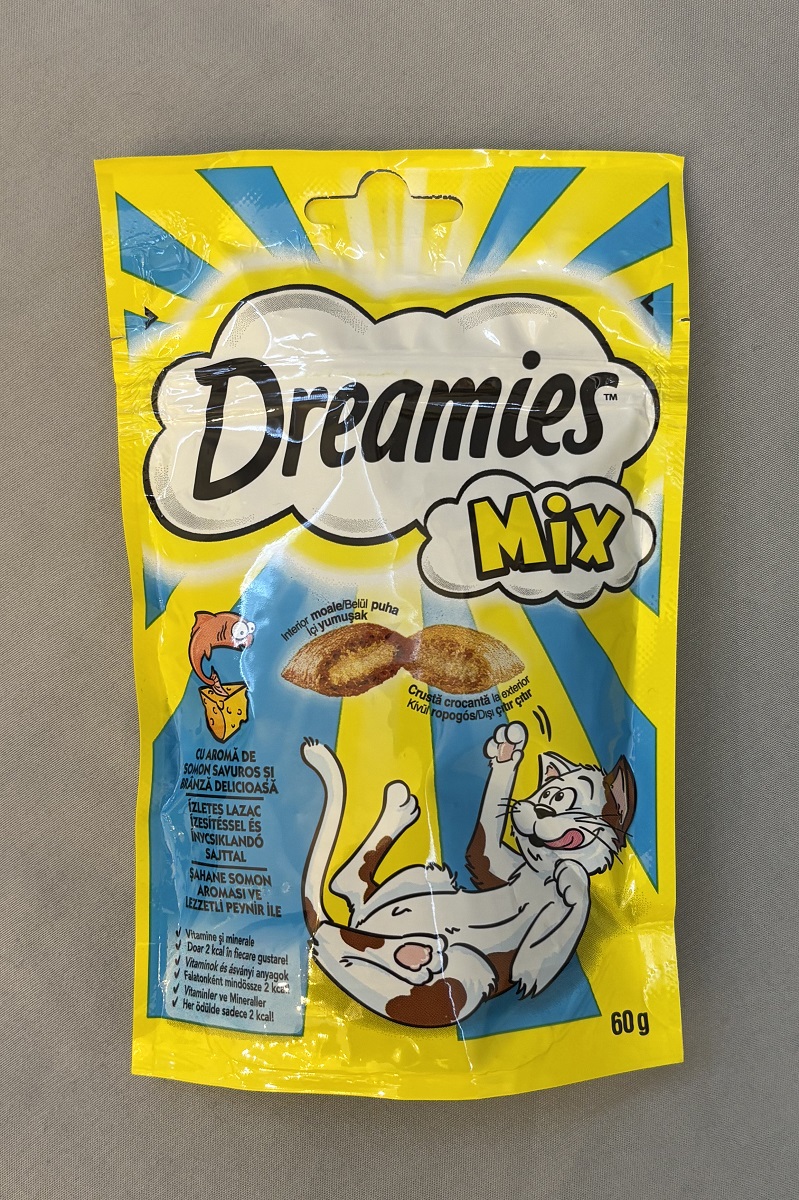 Dreamies™
Mix
Interior moale/Belül puha
İçi yumuşak
Crustă crocantă la exterior
Kívül ropogós/Dışı çıtır çıtır
CU AROMĂ DE
SOMON SAVUROS ȘI
BRÂNZĂ DELICIOASĂ
ÍZLETES LAZAC
ÍZESÍTÉSSEL ÉS
ÍNYCSIKLANDÓ
SAJTTAL
ŞAHANE SOMON
AROMASI VE
LEZZETLİ PEYNİR İLE
✓ Vitamine și minerale
✓ Doar 2 kcal în fiecare gustare!
✓ Vitaminok és ásványi anyagok
✓ Falatonként mindössze 2 kcal!
✓ Vitaminler ve Mineraller
✓ Her ödülde sadece 2 kcal!
60 g